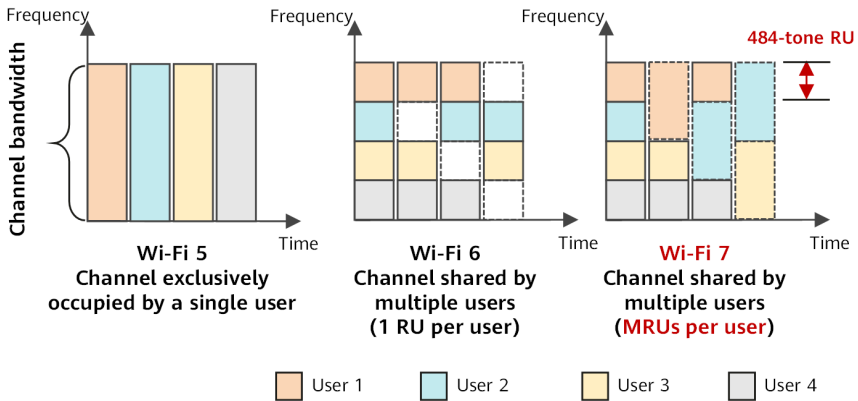 Frequency
Frequency
Frequency
484-tone RU
Channel bandwidth
Time
Time
Time
Wi-Fi 5
Channel exclusively
occupied by a single user
Wi-Fi 6
Channel shared by
multiple users
(1 RU per user)
Wi-Fi 7
Channel shared by
multiple users
(MRUs per user)
User 1
User 2
User 3
User 4